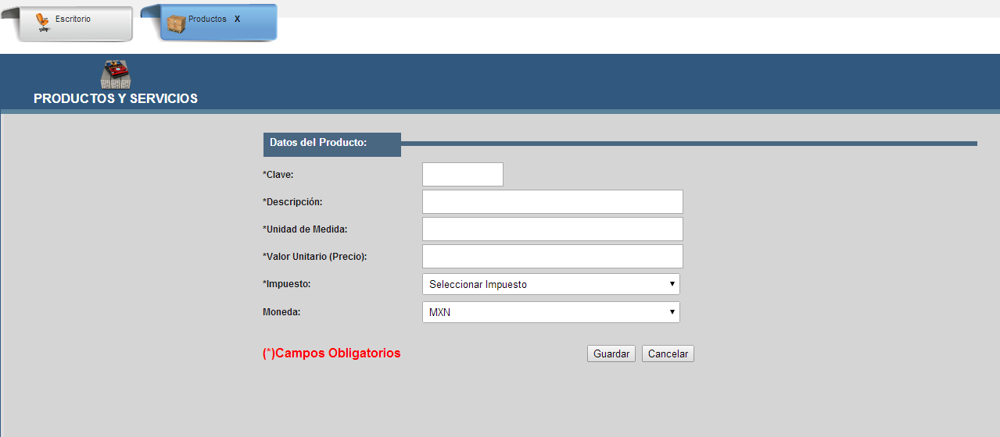 Escritorio
Productos X
PRODUCTOS Y SERVICIOS
Datos del Producto:
*Clave:
*Descripción:
*Unidad de Medida:
*Valor Unitario (Precio):
*Impuesto: Seleccionar Impuesto
Moneda: MXN
(*)Campos Obligatorios Guardar Cancelar